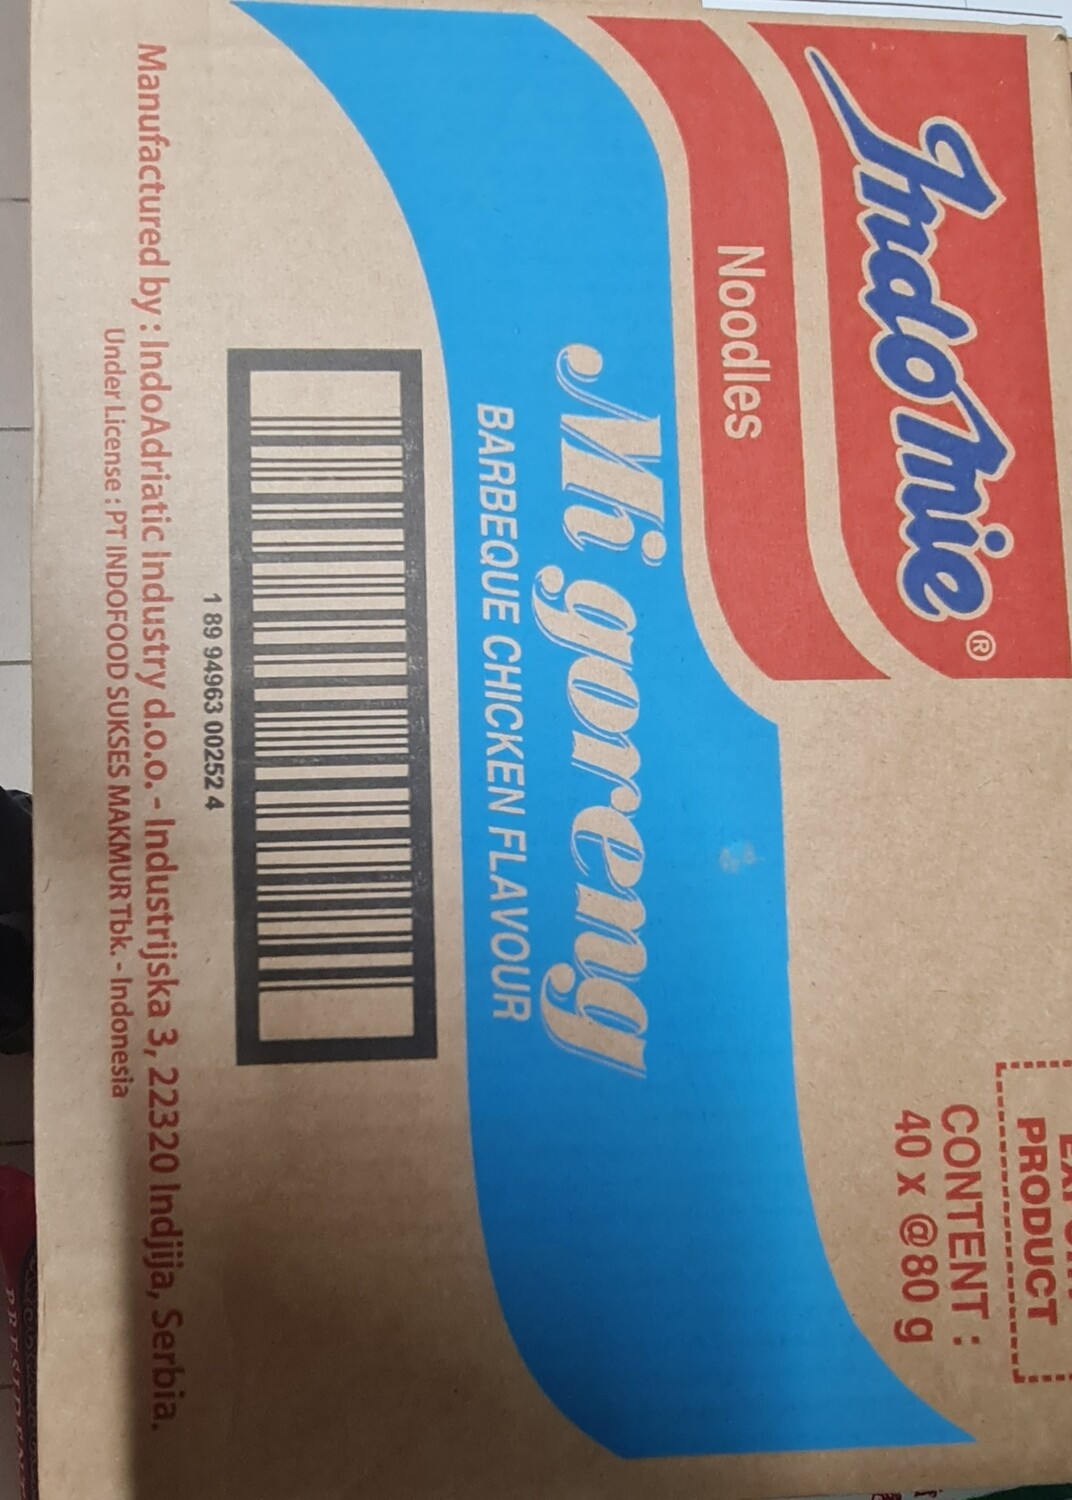 IndoMie®
Noodles
Mi goreng
BARBEQUE CHICKEN FLAVOUR
PRODUCT
CONTENT :
40 x @80 g
1 89 94963 00252 4
Manufactured by : IndoAdriatic Industry d.o.o. - Industrijska 3, 22320 Indjija, Serbia.
Under License : PT INDOFOOD SUKSES MAKMUR Tbk. - Indonesia